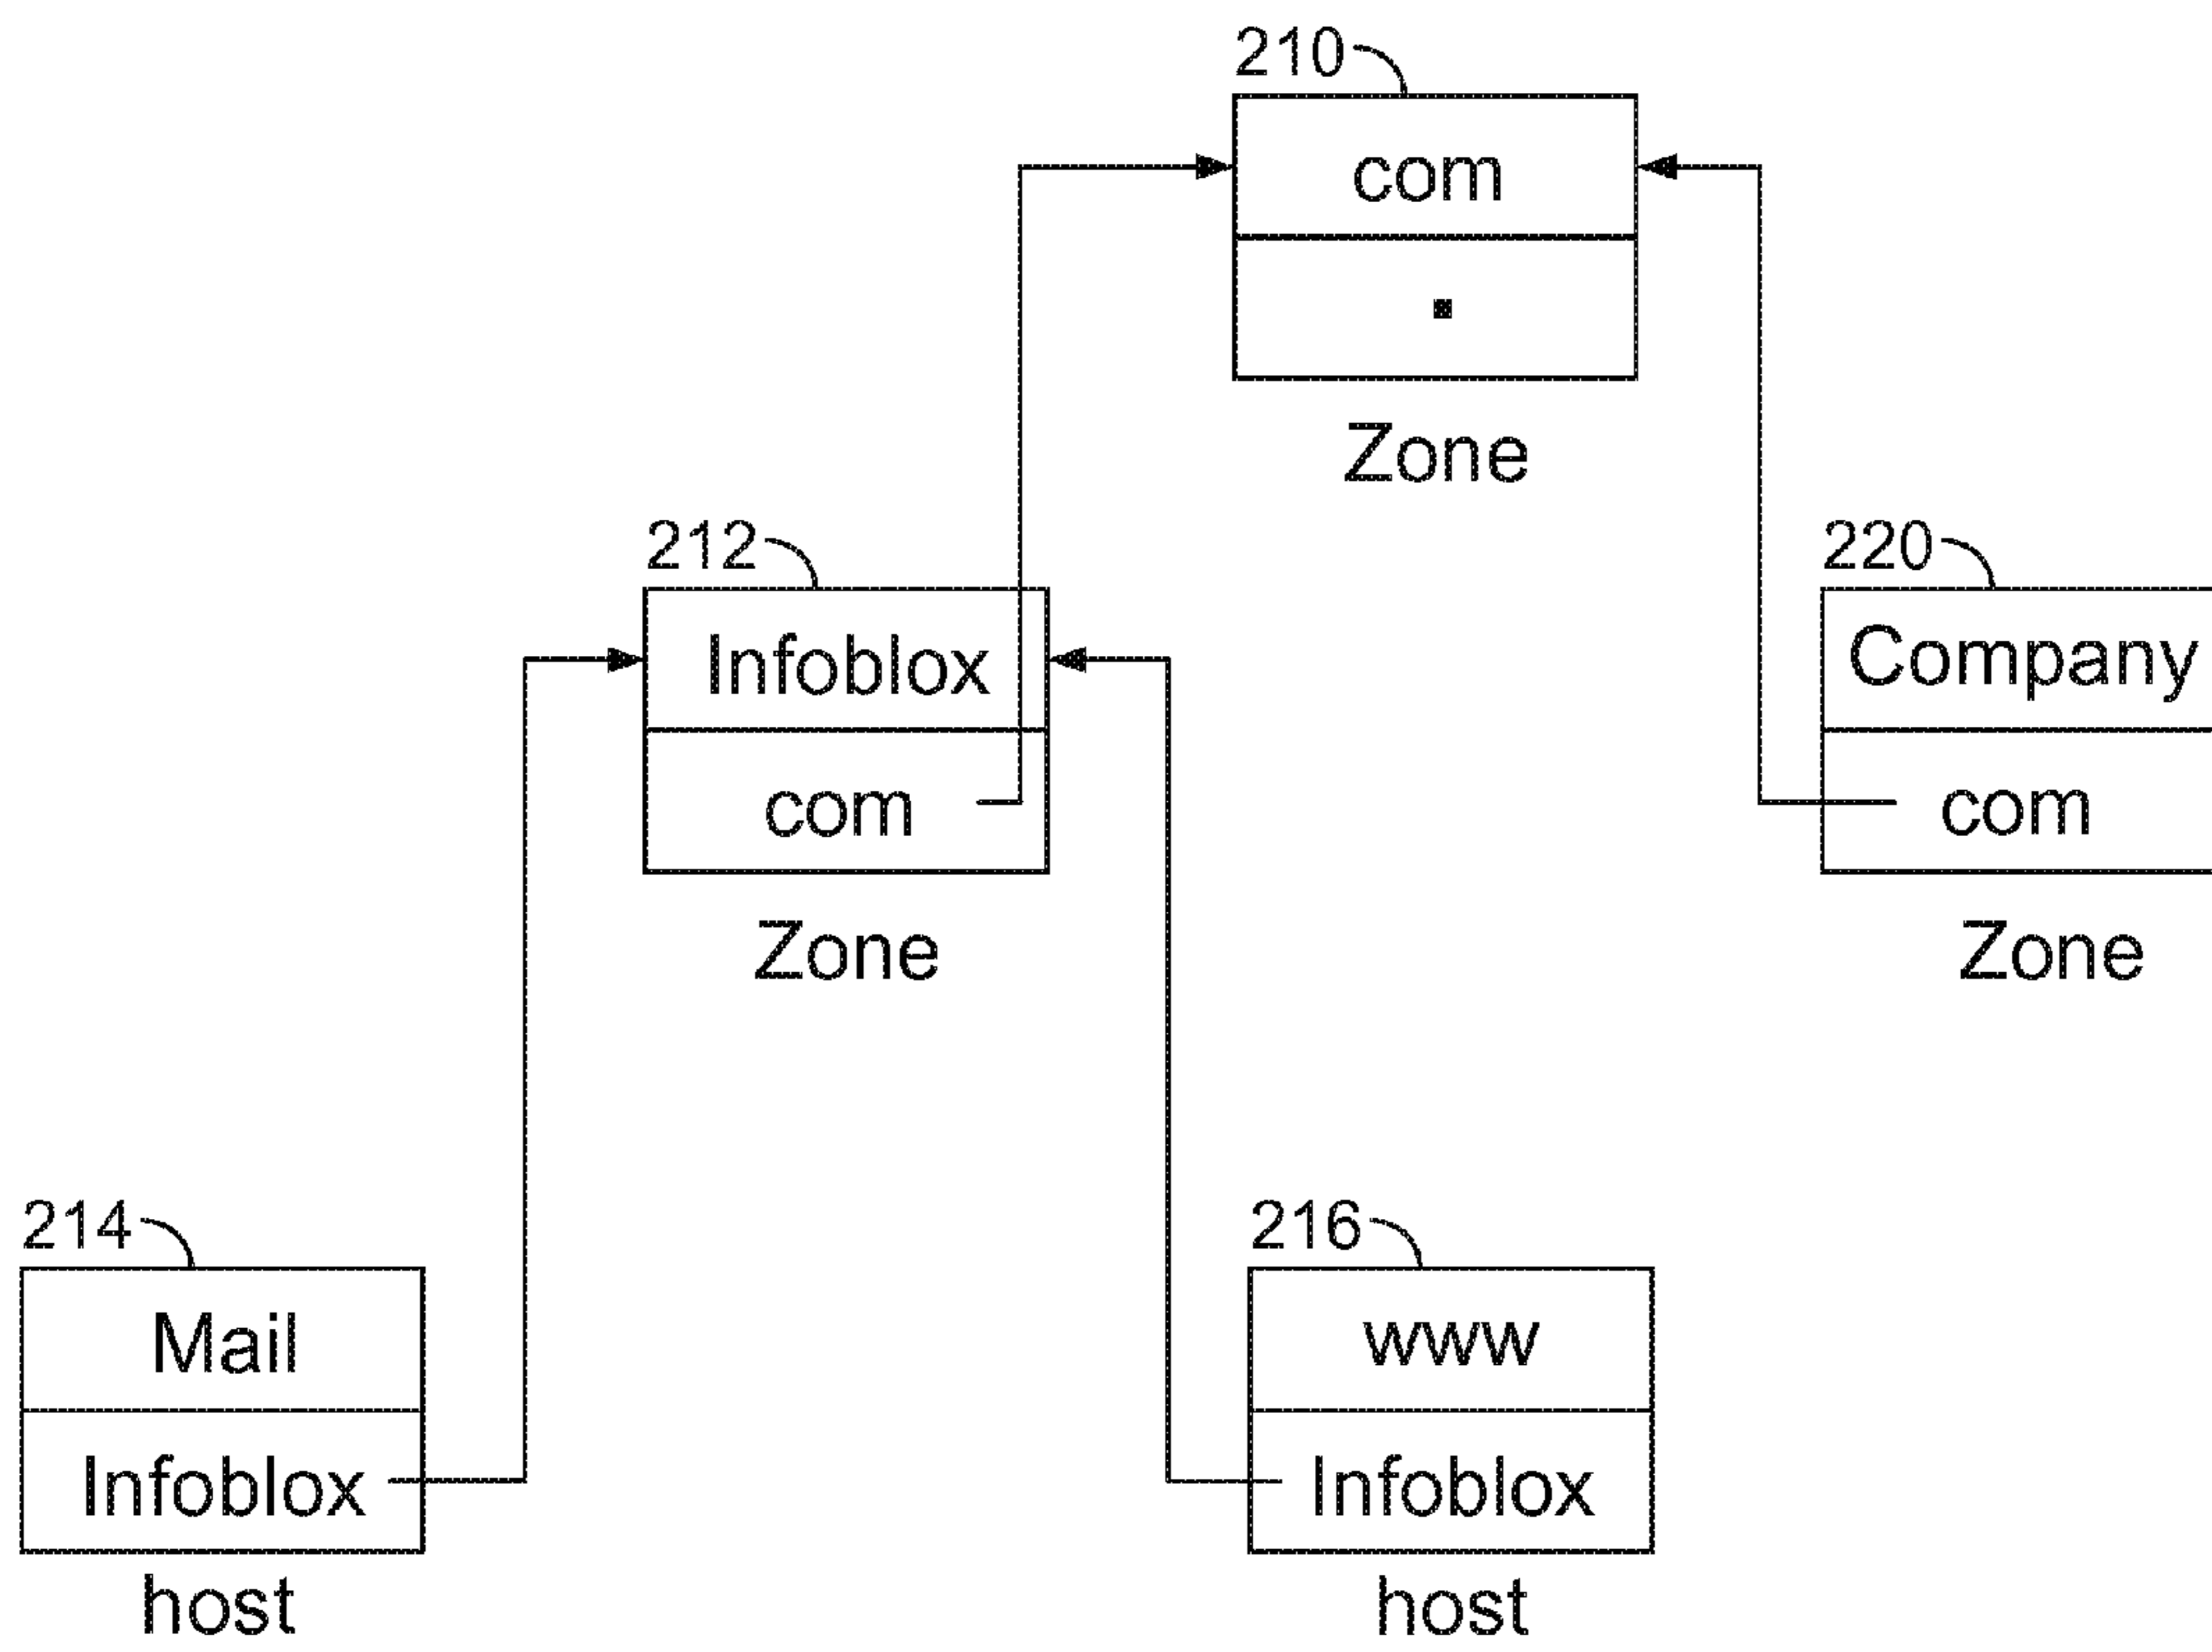 210
com
.
Zone
212
Infoblox
com
Zone
220
Company
com
Zone
214
Mail
Infoblox
host
216
www
Infoblox
host